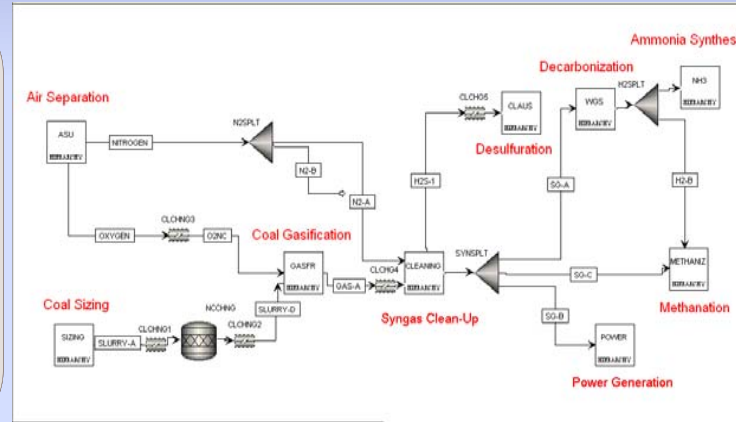 Ammonia Synthes
Decarbonization
H2SPLT
NH3
HIERARCHY
Air Separation
CLCHG5
CLAUS
HIERARCHY
WGS
HIERARCHY
N2SPLT
ASU
HIERARCHY
NITROGEN
Desulfuration
N2-B
H2S-1
SG-A
H2-B
N2-A
CLCHNG3
OXYGEN
O2NC
Coal Gasification
SYNSPLT
GASFR
HIERARCHY
CLCHG4
CLEANING
HIERARCHY
METHANIZ
HIERARCHY
GAS-A
SG-C
Coal Sizing
NCCHNG
SLURRY-D
Syngas Clean-Up
Methanation
SG-B
CLCHNG1
CLCHNG2
SIZING
HIERARCHY
SLURRY-A
POWER
HIERARCHY
Power Generation